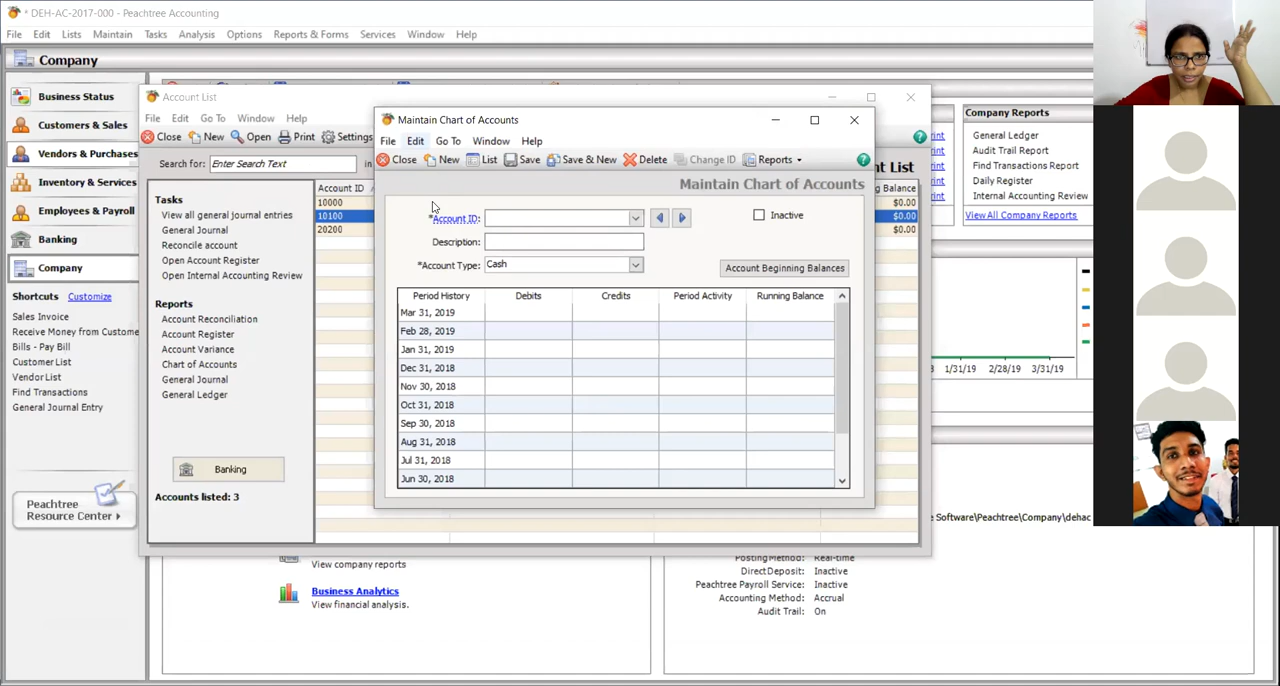 * DEH-AC-2017-000 - Peachtree Accounting
File Edit Lists Maintain Tasks Analysis Options Reports & Forms Services Window Help
Company
Business Status
Customers & Sales
Vendors & Purchases
Inventory & Services
Employees & Payroll
Banking
Company
Shortcuts Customize
Sales Invoice
Receive Money from Custome
Bills - Pay Bill
Customer List
Vendor List
Find Transactions
General Journal Entry
Peachtree
Resource Center
Account List
File Edit Go To Window Help
Close New Open Print Settings
Search for: Enter Search Text in
Tasks
View all general journal entries
General Journal
Reconcile account
Open Account Register
Open Internal Accounting Review
Reports
Account Reconciliation
Account Register
Account Variance
Chart of Accounts
General Journal
General Ledger
Banking
Accounts listed: 3
Account ID
10000
10100
20200
nt List
ng Balance
$0.00
$0.00
$0.00
Maintain Chart of Accounts
File Edit Go To Window Help
Close New List Save Save & New Delete Change ID Reports
Maintain Chart of Accounts
*Account ID: Inactive
Description:
*Account Type: Cash Account Beginning Balances
Period History Debits Credits Period Activity Running Balance
Mar 31, 2019
Feb 28, 2019
Jan 31, 2019
Dec 31, 2018
Nov 30, 2018
Oct 31, 2018
Sep 30, 2018
Aug 31, 2018
Jul 31, 2018
Jun 30, 2018
Company Reports
rint General Ledger
rint Audit Trail Report
rint Find Transactions Report
rint Daily Register
rint Internal Accounting Review
View All Company Reports
8 1/31/19 2/28/19 3/31/19
e Software\Peachtree\Company\dehac
View company reports
Business Analytics
View financial analysis.
Posting Method: Real-time
Direct Deposit: Inactive
Peachtree Payroll Service: Inactive
Accounting Method: Accrual
Audit Trail: On